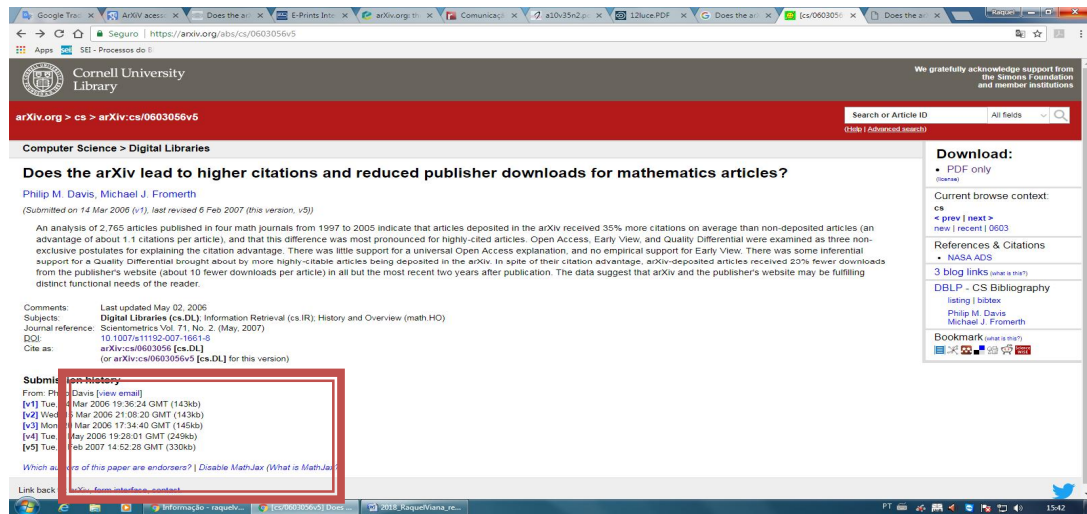 Google Trad
ArXiV acess
Does the ar
E-Prints Inte
arXiv.org: th
Comunicaçã
a10v35n2.p
12luce.PDF
Does the ar
[cs/0603056
Does the ar
Raquel
Seguro | https://arxiv.org/abs/cs/0603056v5
Apps SEI - Processos do
Cornell University
Library
We gratefully acknowledge support from
the Simons Foundation
and member institutions
arXiv.org > cs > arXiv:cs/0603056v5
Search or Article ID All fields
(Help | Advanced search)
Computer Science > Digital Libraries
Does the arXiv lead to higher citations and reduced publisher downloads for mathematics articles?
Philip M. Davis, Michael J. Fromerth
(Submitted on 14 Mar 2006 (v1), last revised 6 Feb 2007 (this version, v5))
An analysis of 2,765 articles published in four math journals from 1997 to 2005 indicate that articles deposited in the arXiv received 35% more citations on average than non-deposited articles (an
advantage of about 1.1 citations per article), and that this difference was most pronounced for highly-cited articles. Open Access, Early View, and Quality Differential were examined as three non-
exclusive postulates for explaining the citation advantage. There was little support for a universal Open Access explanation, and no empirical support for Early View. There was some inferential
support for a Quality Differential brought about by more highly-citable articles being deposited in the arXiv. In spite of their citation advantage, arXiv-deposited articles received 23% fewer downloads
from the publisher's website (about 10 fewer downloads per article) in all but the most recent two years after publication. The data suggest that arXiv and the publisher's website may be fulfilling
distinct functional needs of the reader.
Comments: Last updated May 02, 2006
Subjects: Digital Libraries (cs.DL); Information Retrieval (cs.IR); History and Overview (math.HO)
Journal reference: Scientometrics Vol. 71, No. 2. (May, 2007)
DOI: 10.1007/s11192-007-1661-8
Cite as: arXiv:cs/0603056 [cs.DL]
(or arXiv:cs/0603056v5 [cs.DL] for this version)
Submission history
From: Philip Davis [view email]
[v1] Tue, 4 Mar 2006 19:36:24 GMT (143kb)
[v2] Wed, 5 Mar 2006 21:08:20 GMT (143kb)
[v3] Mon, Mar 2006 17:34:40 GMT (145kb)
[v4] Tue, May 2006 19:28:01 GMT (249kb)
[v5] Tue, Feb 2007 14:52:28 GMT (330kb)
Which authors of this paper are endorsers? | Disable MathJax (What is MathJax?
Link back arXiv, form interface, contact.
Download:
PDF only
(license)
Current browse context:
cs
< prev | next >
new | recent | 0603
References & Citations
NASA ADS
3 blog links (what is this?)
DBLP - CS Bibliography
listing | bibtex
Philip M. Davis
Michael J. Fromerth
Bookmark (what is this?)
Informação - raquelv...
[cs/0603056v5] Does ...
2018_RaquelViana_re...
PT 15:42